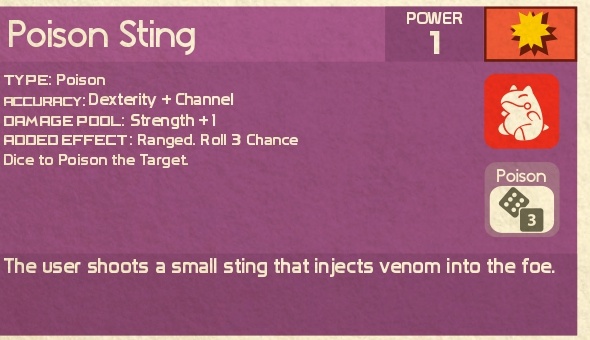 Poison Sting
POWER
1
TYPE: Poison
ACCURACY: Dexterity + Channel
DAMAGE POOL: Strength +1
ADDED EFFECT: Ranged. Roll 3 Chance
Dice to Poison the Target.
Poison
3
The user shoots a small sting that injects venom into the foe.